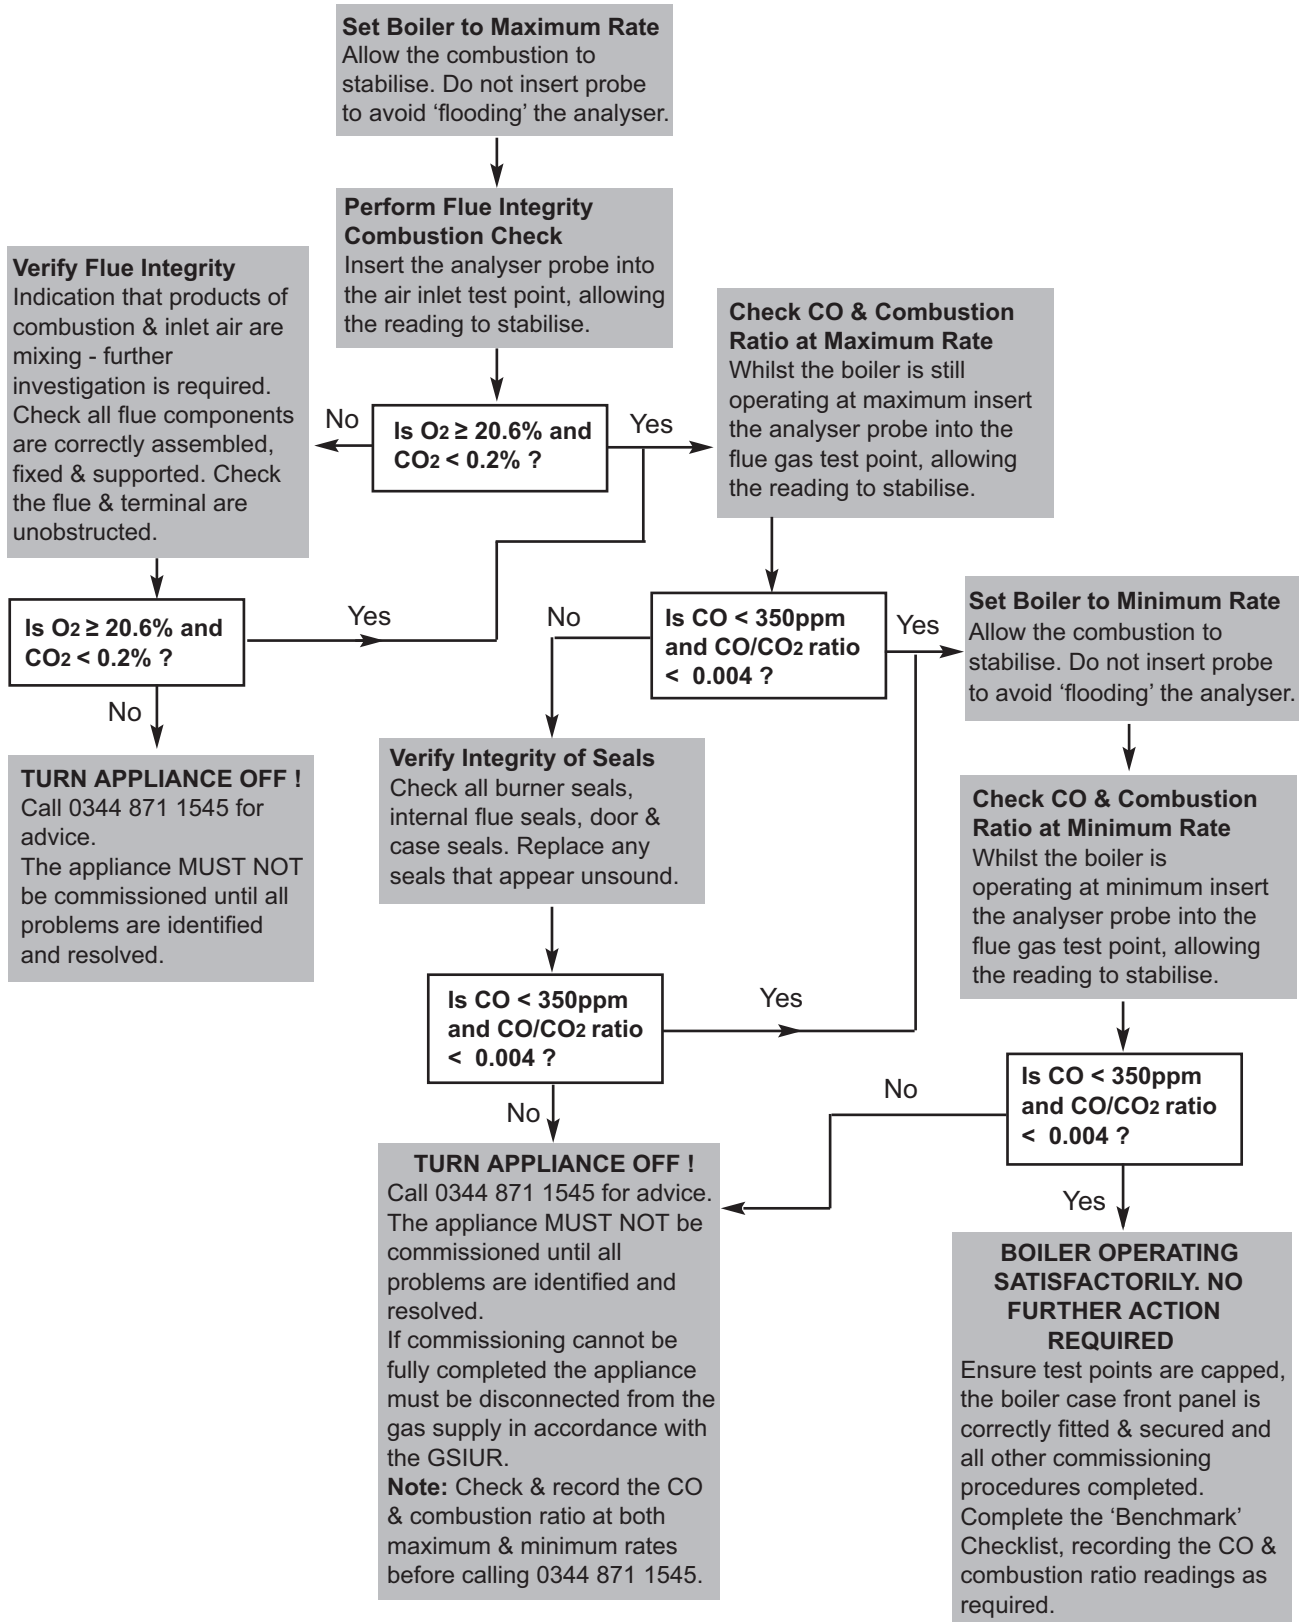 Set Boiler to Maximum Rate
Allow the combustion to
stabilise. Do not insert probe
to avoid ‘flooding’ the analyser.
Perform Flue Integrity
Combustion Check
Insert the analyser probe into
the air inlet test point, allowing
the reading to stabilise.
Verify Flue Integrity
Indication that products of
combustion & inlet air are
mixing - further
investigation is required.
Check all flue components
are correctly assembled,
fixed & supported. Check
the flue & terminal are
unobstructed.
No
Is O2 ≥ 20.6% and
CO2 < 0.2% ?
Yes
Check CO & Combustion
Ratio at Maximum Rate
Whilst the boiler is still
operating at maximum insert
the analyser probe into the
flue gas test point, allowing
the reading to stabilise.
Is O2 ≥ 20.6% and
CO2 < 0.2% ?
Yes
No
TURN APPLIANCE OFF !
Call 0344 871 1545 for
advice.
The appliance MUST NOT
be commissioned until all
problems are identified
and resolved.
No
Is CO < 350ppm
and CO/CO2 ratio
< 0.004 ?
Yes
Set Boiler to Minimum Rate
Allow the combustion to
stabilise. Do not insert probe
to avoid ‘flooding’ the analyser.
Verify Integrity of Seals
Check all burner seals,
internal flue seals, door &
case seals. Replace any
seals that appear unsound.
Check CO & Combustion
Ratio at Minimum Rate
Whilst the boiler is
operating at minimum insert
the analyser probe into the
flue gas test point, allowing
the reading to stabilise.
Is CO < 350ppm
and CO/CO2 ratio
< 0.004 ?
Yes
No
Is CO < 350ppm
and CO/CO2 ratio
< 0.004 ?
No
Yes
TURN APPLIANCE OFF !
Call 0344 871 1545 for advice.
The appliance MUST NOT be
commissioned until all
problems are identified and
resolved.
If commissioning cannot be
fully completed the appliance
must be disconnected from the
gas supply in accordance with
the GSIUR.
Note: Check & record the CO
& combustion ratio at both
maximum & minimum rates
before calling 0344 871 1545.
BOILER OPERATING
SATISFACTORILY. NO
FURTHER ACTION
REQUIRED
Ensure test points are capped,
the boiler case front panel is
correctly fitted & secured and
all other commissioning
procedures completed.
Complete the ‘Benchmark’
Checklist, recording the CO &
combustion ratio readings as
required.